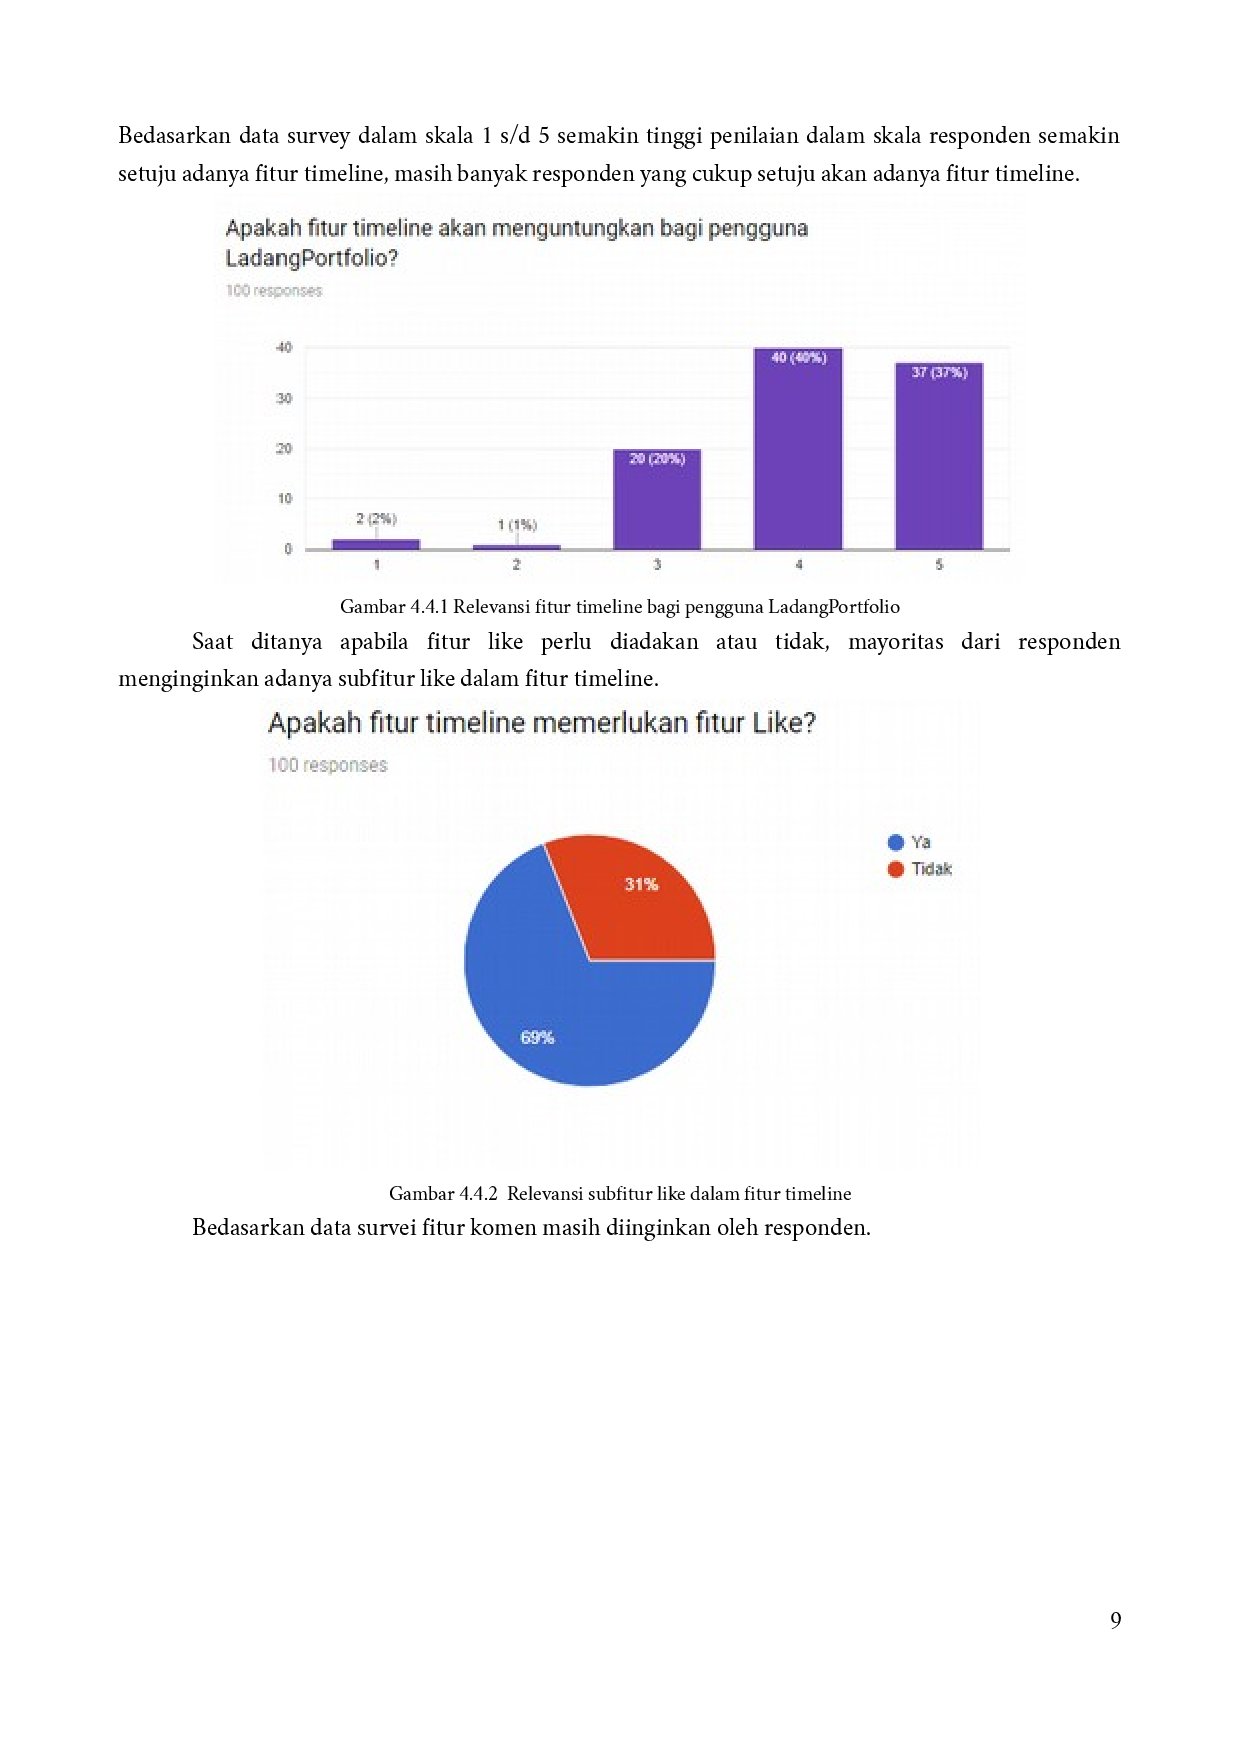 Bedasarkan data survey dalam skala 1 s/d 5 semakin tinggi penilaian dalam skala responden semakin
setuju adanya fitur timeline, masih banyak responden yang cukup setuju akan adanya fitur timeline.
Apakah fitur timeline akan menguntungkan bagi pengguna
LadangPortfolio?
100 responses
40
30
20
10
0
2 (2%)
1 (1%)
20 (20%)
40 (40%)
37 (37%)
1 2 3 4 5
Gambar 4.4.1 Relevansi fitur timeline bagi pengguna LadangPortfolio
Saat ditanya apabila fitur like perlu diadakan atau tidak, mayoritas dari responden
menginginkan adanya subfitur like dalam fitur timeline.
Apakah fitur timeline memerlukan fitur Like?
100 responses
Ya
Tidak
31%
69%
Gambar 4.4.2 Relevansi subfitur like dalam fitur timeline
Bedasarkan data survei fitur komen masih diinginkan oleh responden.
9